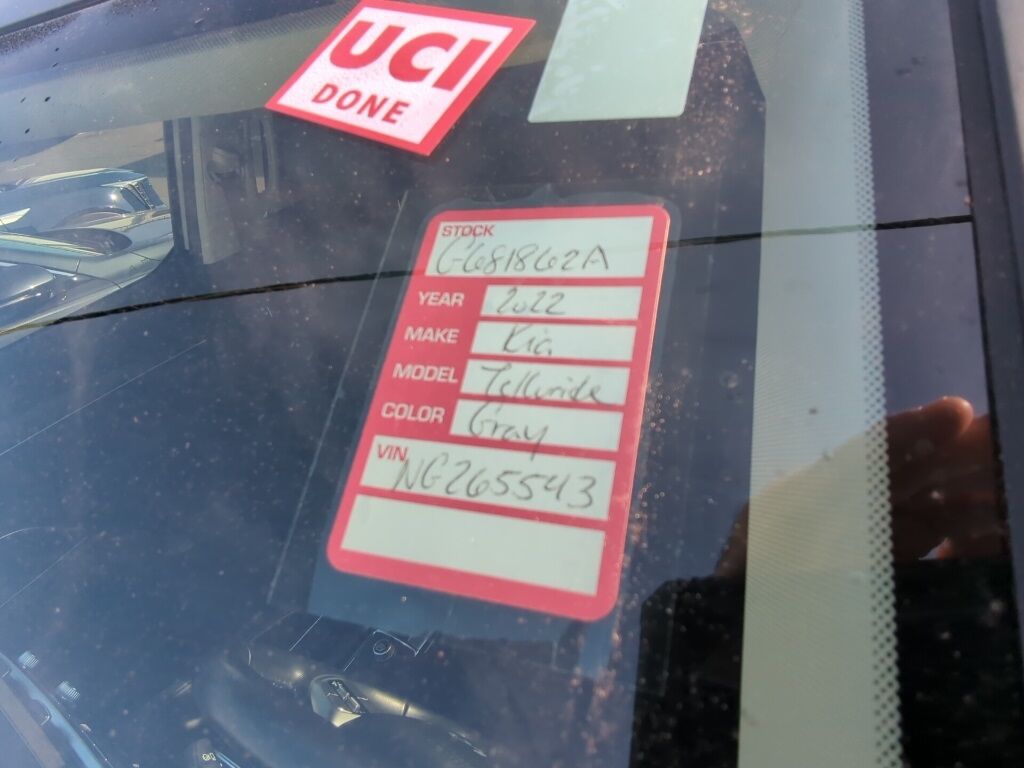 UCI
DONE
STOCK
G681862A
YEAR 2022
MAKE Kia
MODEL Telluride
COLOR Gray
VIN
NG265543